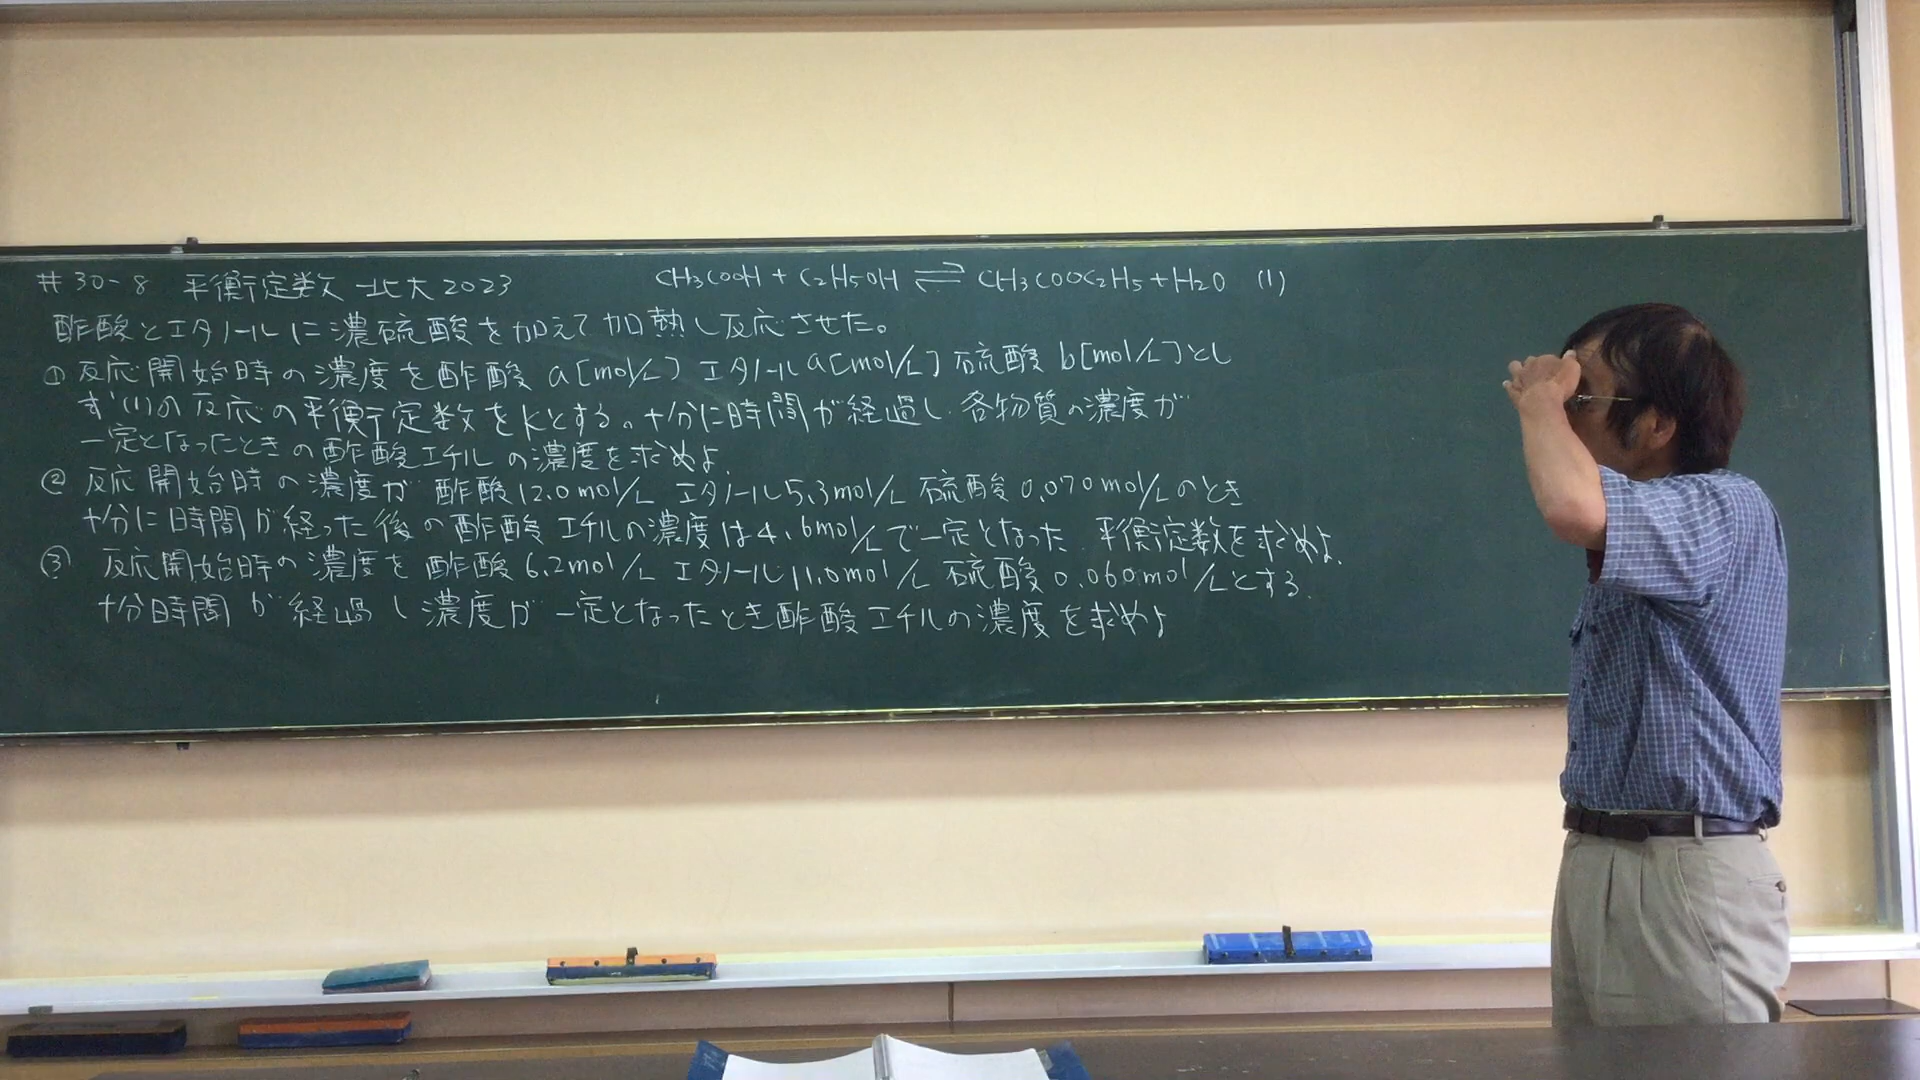 #30-8 平衡定数 北大2023
CH3COOH + C2H5OH ⇌ CH3COOC2H5 + H2O (1)
酢酸とエタノールに濃硫酸を加えて加熱し反応させた。
① 反応開始時の濃度を酢酸 a[mol/L] エタノールa[mol/L] 硫酸 b[mol/L]とし
(1)の反応の平衡定数をKとする。十分に時間が経過し 各物質の濃度が
一定となったときの酢酸エチルの濃度を求めよ.
② 反応開始時の濃度が 酢酸12.0mol/L エタノール5.3mol/L 硫酸0.070mol/Lのとき
十分に時間が経った後の酢酸エチルの濃度は4.6mol/Lで一定となった. 平衡定数を求めよ.
③ 反応開始時の濃度を酢酸6.2mol/L エタノール11.0mol/L 硫酸0.060mol/Lとする.
十分時間が経過し濃度が一定となったとき酢酸エチルの濃度を求めよ